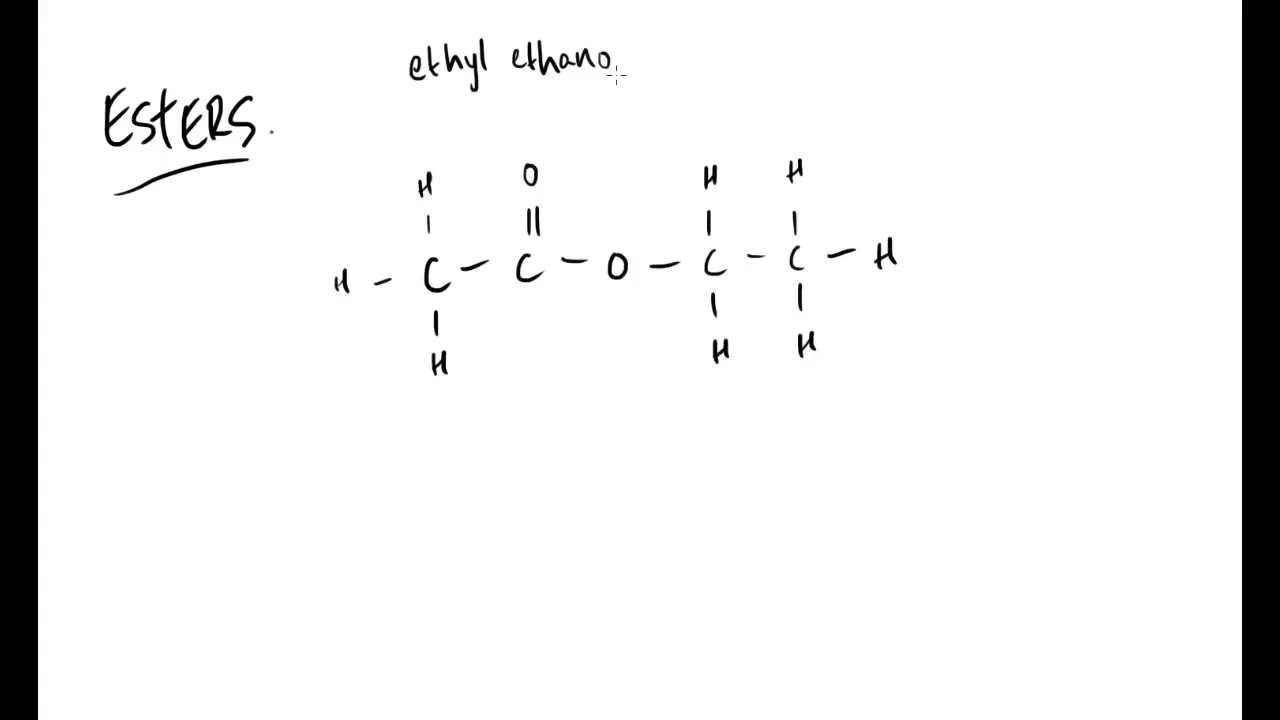 ethyl ethano
ESTERS.
H O H H
H - C - C - O - C - C - H
H H H